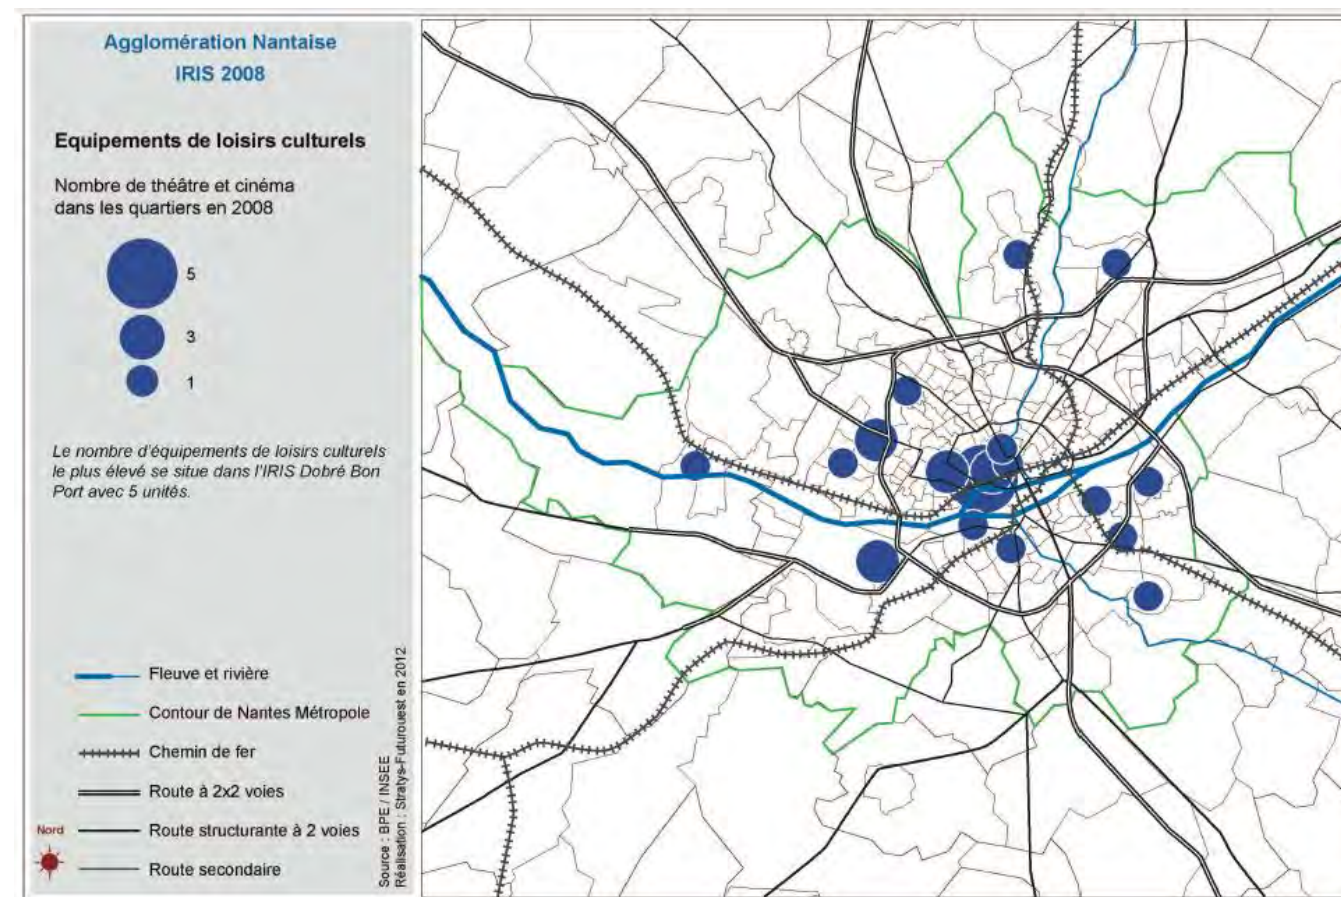 Agglomération Nantaise
IRIS 2008
Equipements de loisirs culturels
Nombre de théâtre et cinéma
dans les quartiers en 2008
5
3
1
Le nombre d'équipements de loisirs culturels
le plus élevé se situe dans l'IRIS Dobré Bon
Port avec 5 unités.
Fleuve et rivière
Contour de Nantes Métropole
Chemin de fer
Route à 2x2 voies
Route structurante à 2 voies
Route secondaire
Nord
Source : BPE / INSEE
Réalisation : Stratys-Futurouest en 2012